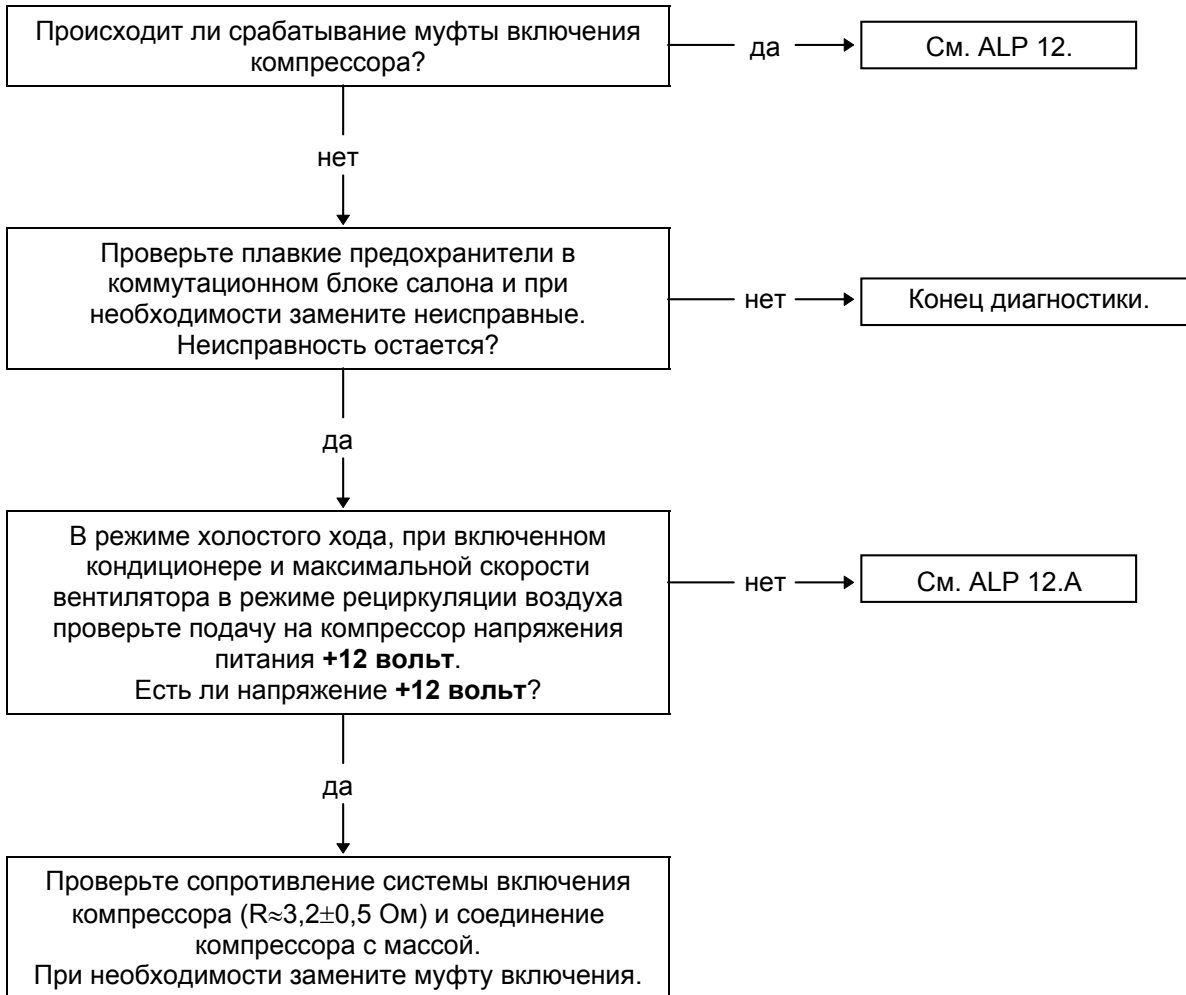 Происходит ли срабатывание муфты включения
компрессора?
да
См. ALP 12.
нет
Проверьте плавкие предохранители в
коммутационном блоке салона и при
необходимости замените неисправные.
Неисправность остается?
нет
Конец диагностики.
да
В режиме холостого хода, при включенном
кондиционере и максимальной скорости
вентилятора в режиме рециркуляции воздуха
проверьте подачу на компрессор напряжения
питания +12 вольт.
Есть ли напряжение +12 вольт?
нет
См. ALP 12.A
да
Проверьте сопротивление системы включения
компрессора (R≈3,2±0,5 Ом) и соединение
компрессора с массой.
При необходимости замените муфту включения.